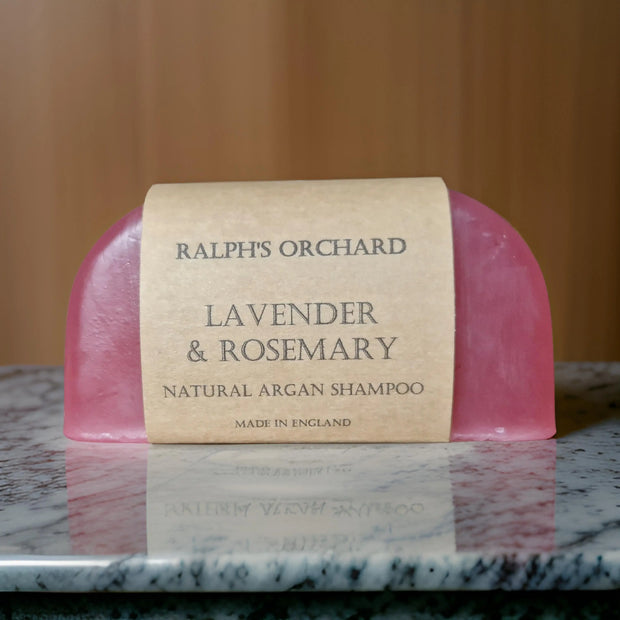 RALPH'S ORCHARD
LAVENDER
& ROSEMARY
NATURAL ARGAN SHAMPOO
MADE IN ENGLAND